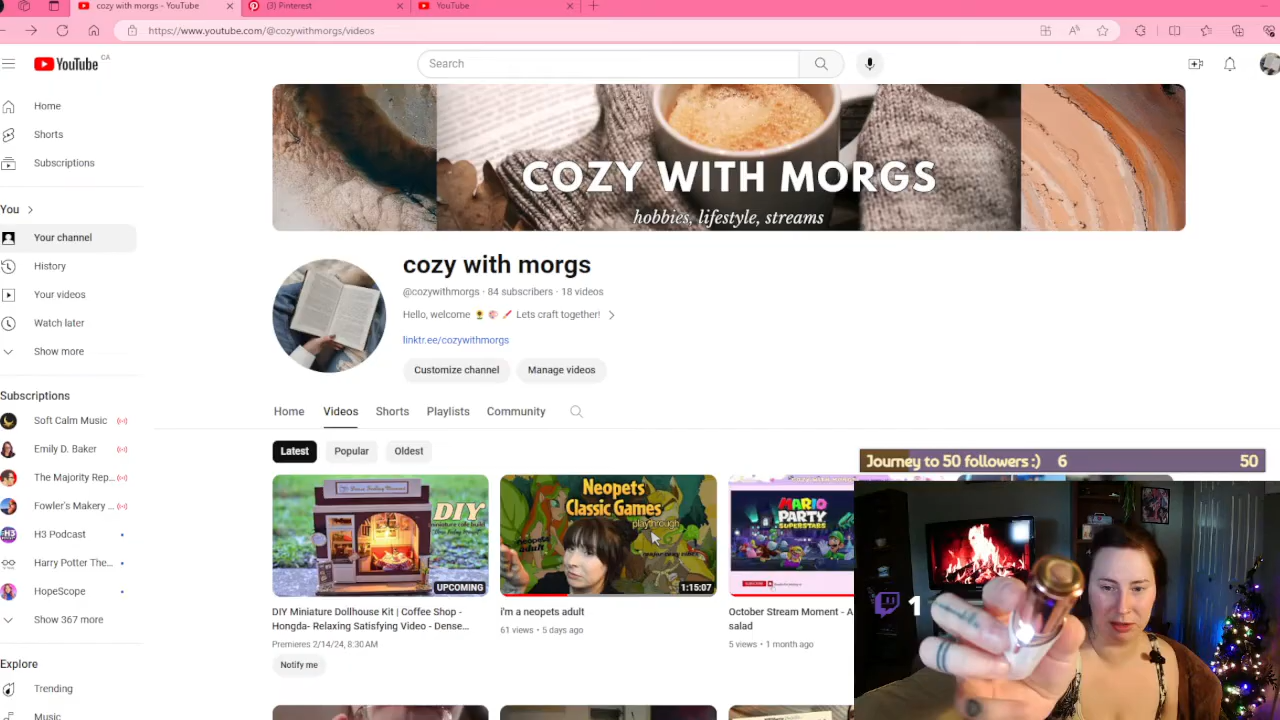 cozy with morgs - YouTube
(3) Pinterest
YouTube
https://www.youtube.com/@cozywithmorgs/videos
YouTube
CA
Search
Home
Shorts
Subscriptions
You
Your channel
History
Your videos
Watch later
Show more
Subscriptions
Soft Calm Music
Emily D. Baker
The Majority Rep...
Fowler's Makery ...
H3 Podcast
Harry Potter The...
HopeScope
Show 367 more
Explore
Trending
Music
COZY WITH MORGS
hobbies, lifestyle, streams
cozy with morgs
@cozywithmorgs · 84 subscribers · 18 videos
Hello, welcome 🌻 🧠 🖍️ Lets craft together!
linktr.ee/cozywithmorgs
Customize channel
Manage videos
Home
Videos
Shorts
Playlists
Community
Latest
Popular
Oldest
DIY
UPCOMING
DIY Miniature Dollhouse Kit | Coffee Shop -
Hongda- Relaxing Satisfying Video - Dense...
Premieres 2/14/24, 8:30 AM
Notify me
Neopets
Classic Games
playthrough
neopets
adult
1:15:07
i'm a neopets adult
61 views · 5 days ago
MARIO
PARTY
SUPERSTARS
October Stream Moment - A
salad
5 views · 1 month ago
Journey to 50 followers :) 6
50
1